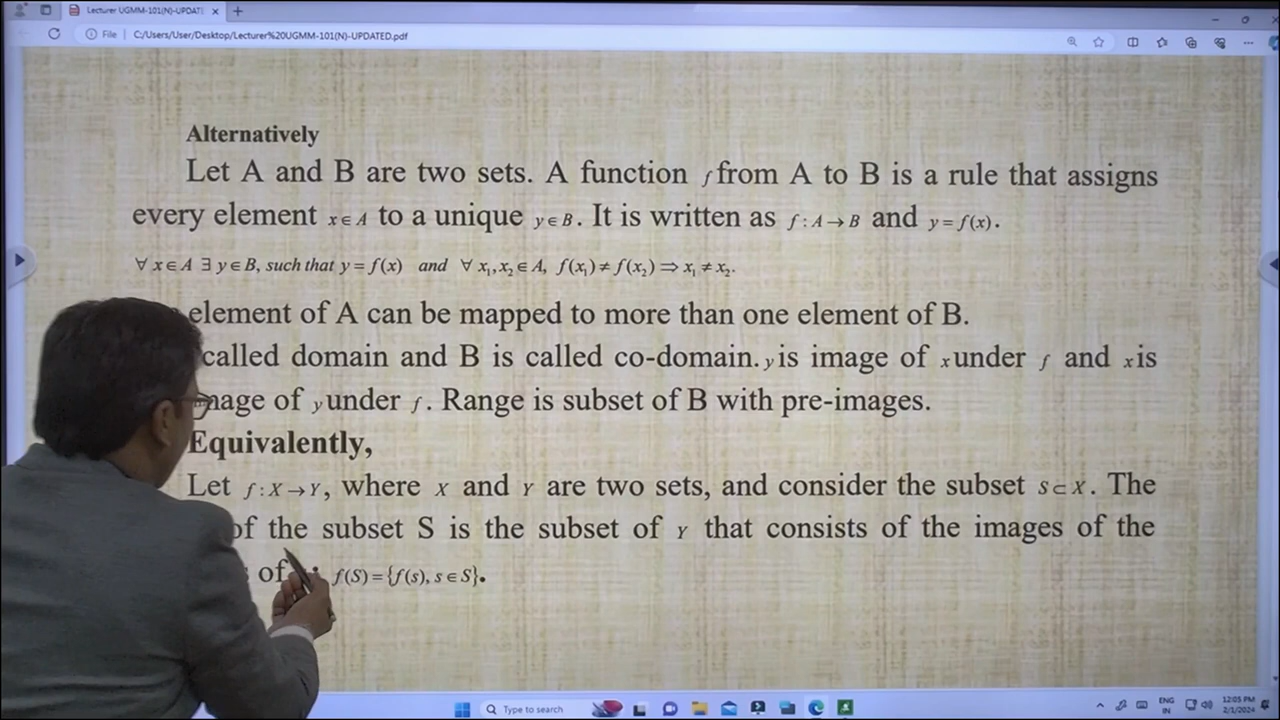 Lecturer UGMM-101(N)-UPDATE
File C:/Users/User/Desktop/Lecturer%20UGMM-101(N)-UPDATED.pdf
Alternatively
Let A and B are two sets. A function f from A to B is a rule that assigns
every element x∈A to a unique y∈B. It is written as f:A→B and y=f(x).
∀ x∈A ∃ y∈B, such that y=f(x) and ∀ x₁,x₂∈A, f(x₁)≠f(x₂)⇒x₁≠x₂.
element of A can be mapped to more than one element of B.
called domain and B is called co-domain. y is image of x under f and x is
of y under f. Range is subset of B with pre-images.
Equivalently,
Let f:X→Y, where X and Y are two sets, and consider the subset S⊂X. The
of the subset S is the subset of Y that consists of the images of the
of : f(S)={f(s), s∈S}.
Type to search
ENG
IN
12:05 PM
2/1/2024